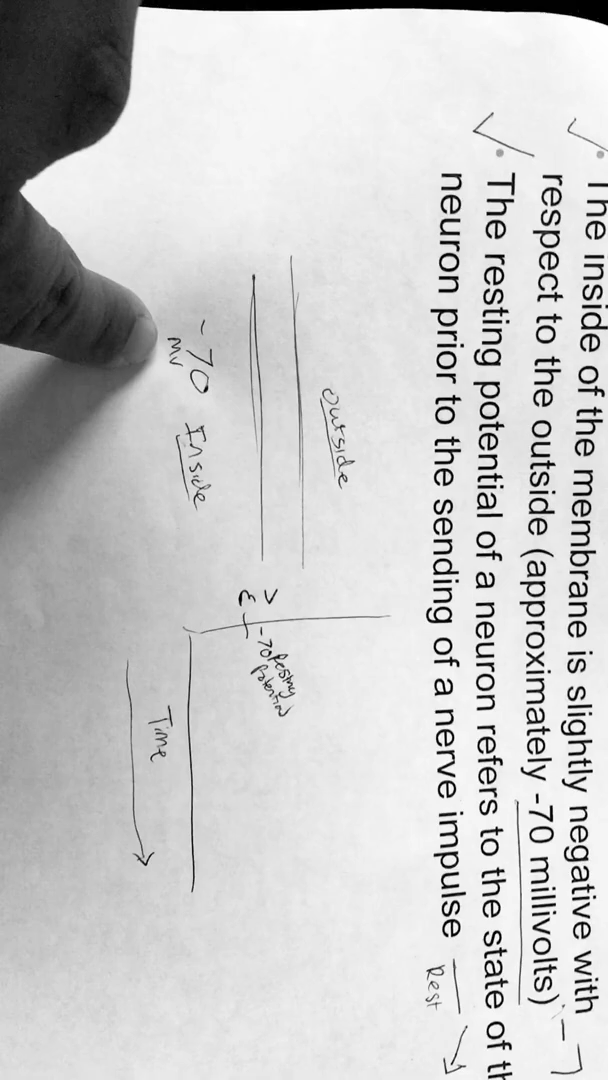 • The inside of the membrane is slightly negative with
respect to the outside (approximately -70 millivolts)
• The resting potential of a neuron refers to the state of th
neuron prior to the sending of a nerve impulse
Rest
Outside
-70 Inside
mv
mv
-70 Resting
Potential
Time